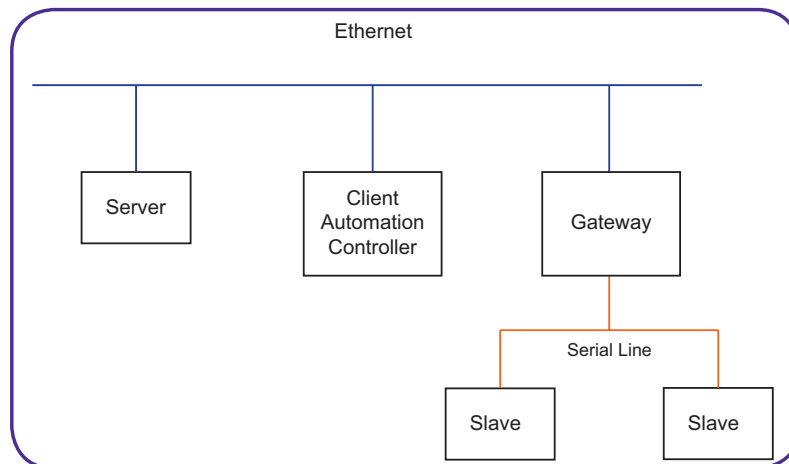 Ethernet
Server
Client
Automation
Controller
Gateway
Serial Line
Slave
Slave